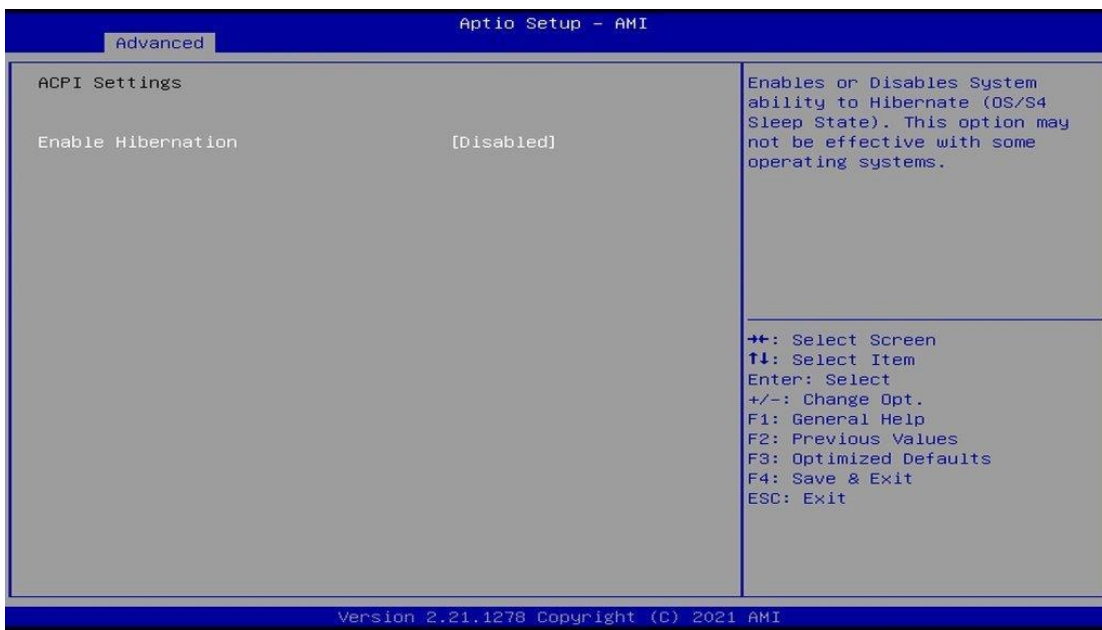 Aptio Setup – AMI
Advanced
ACPI Settings
Enable Hibernation [Disabled]
Enables or Disables System
ability to Hibernate (OS/S4
Sleep State). This option may
not be effective with some
operating systems.
→←: Select Screen
↑↓: Select Item
Enter: Select
+/-: Change Opt.
F1: General Help
F2: Previous Values
F3: Optimized Defaults
F4: Save & Exit
ESC: Exit
Version 2.21.1278 Copyright (C) 2021 AMI